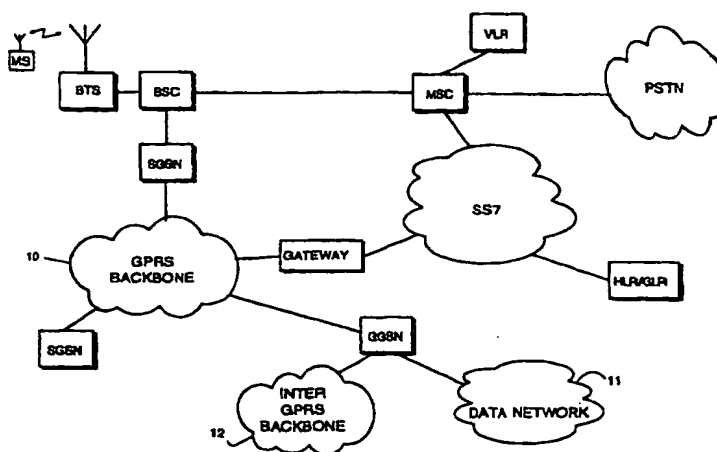 VLR
MS
BTS
BSC
MSC
PSTN
SGSN
SS7
10
GPRS
BACKBONE
GATEWAY
HLR/GLR
SGSN
GGSN
11
INTER
GPRS
BACKBONE
DATA NETWORK
12